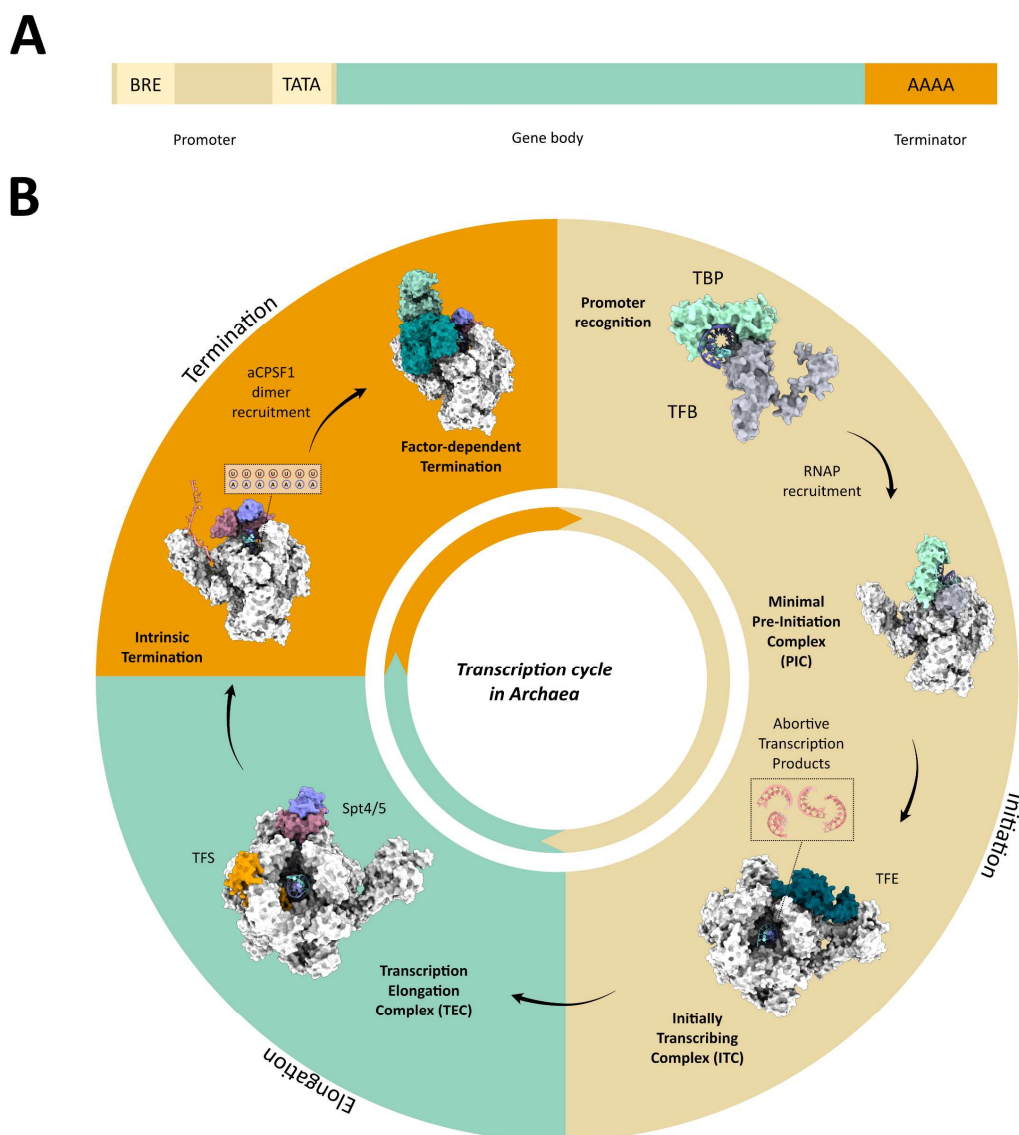 A
BRE
TATA
AAAA
Promoter
Gene body
Terminator
B
Termination
aCPSF1
dimer
recruitment
Factor-dependent
Termination
U U U U U U U
A A A A A A A
Intrinsic
Termination
Promoter
recognition
TBP
TFB
RNAP
recruitment
Minimal
Pre-Initiation
Complex
(PIC)
Abortive
Transcription
Products
TFE
Initially
Transcribing
Complex (ITC)
Initiation
Transcription cycle
in Archaea
Spt4/5
TFS
Transcription
Elongation
Complex (TEC)
Elongation